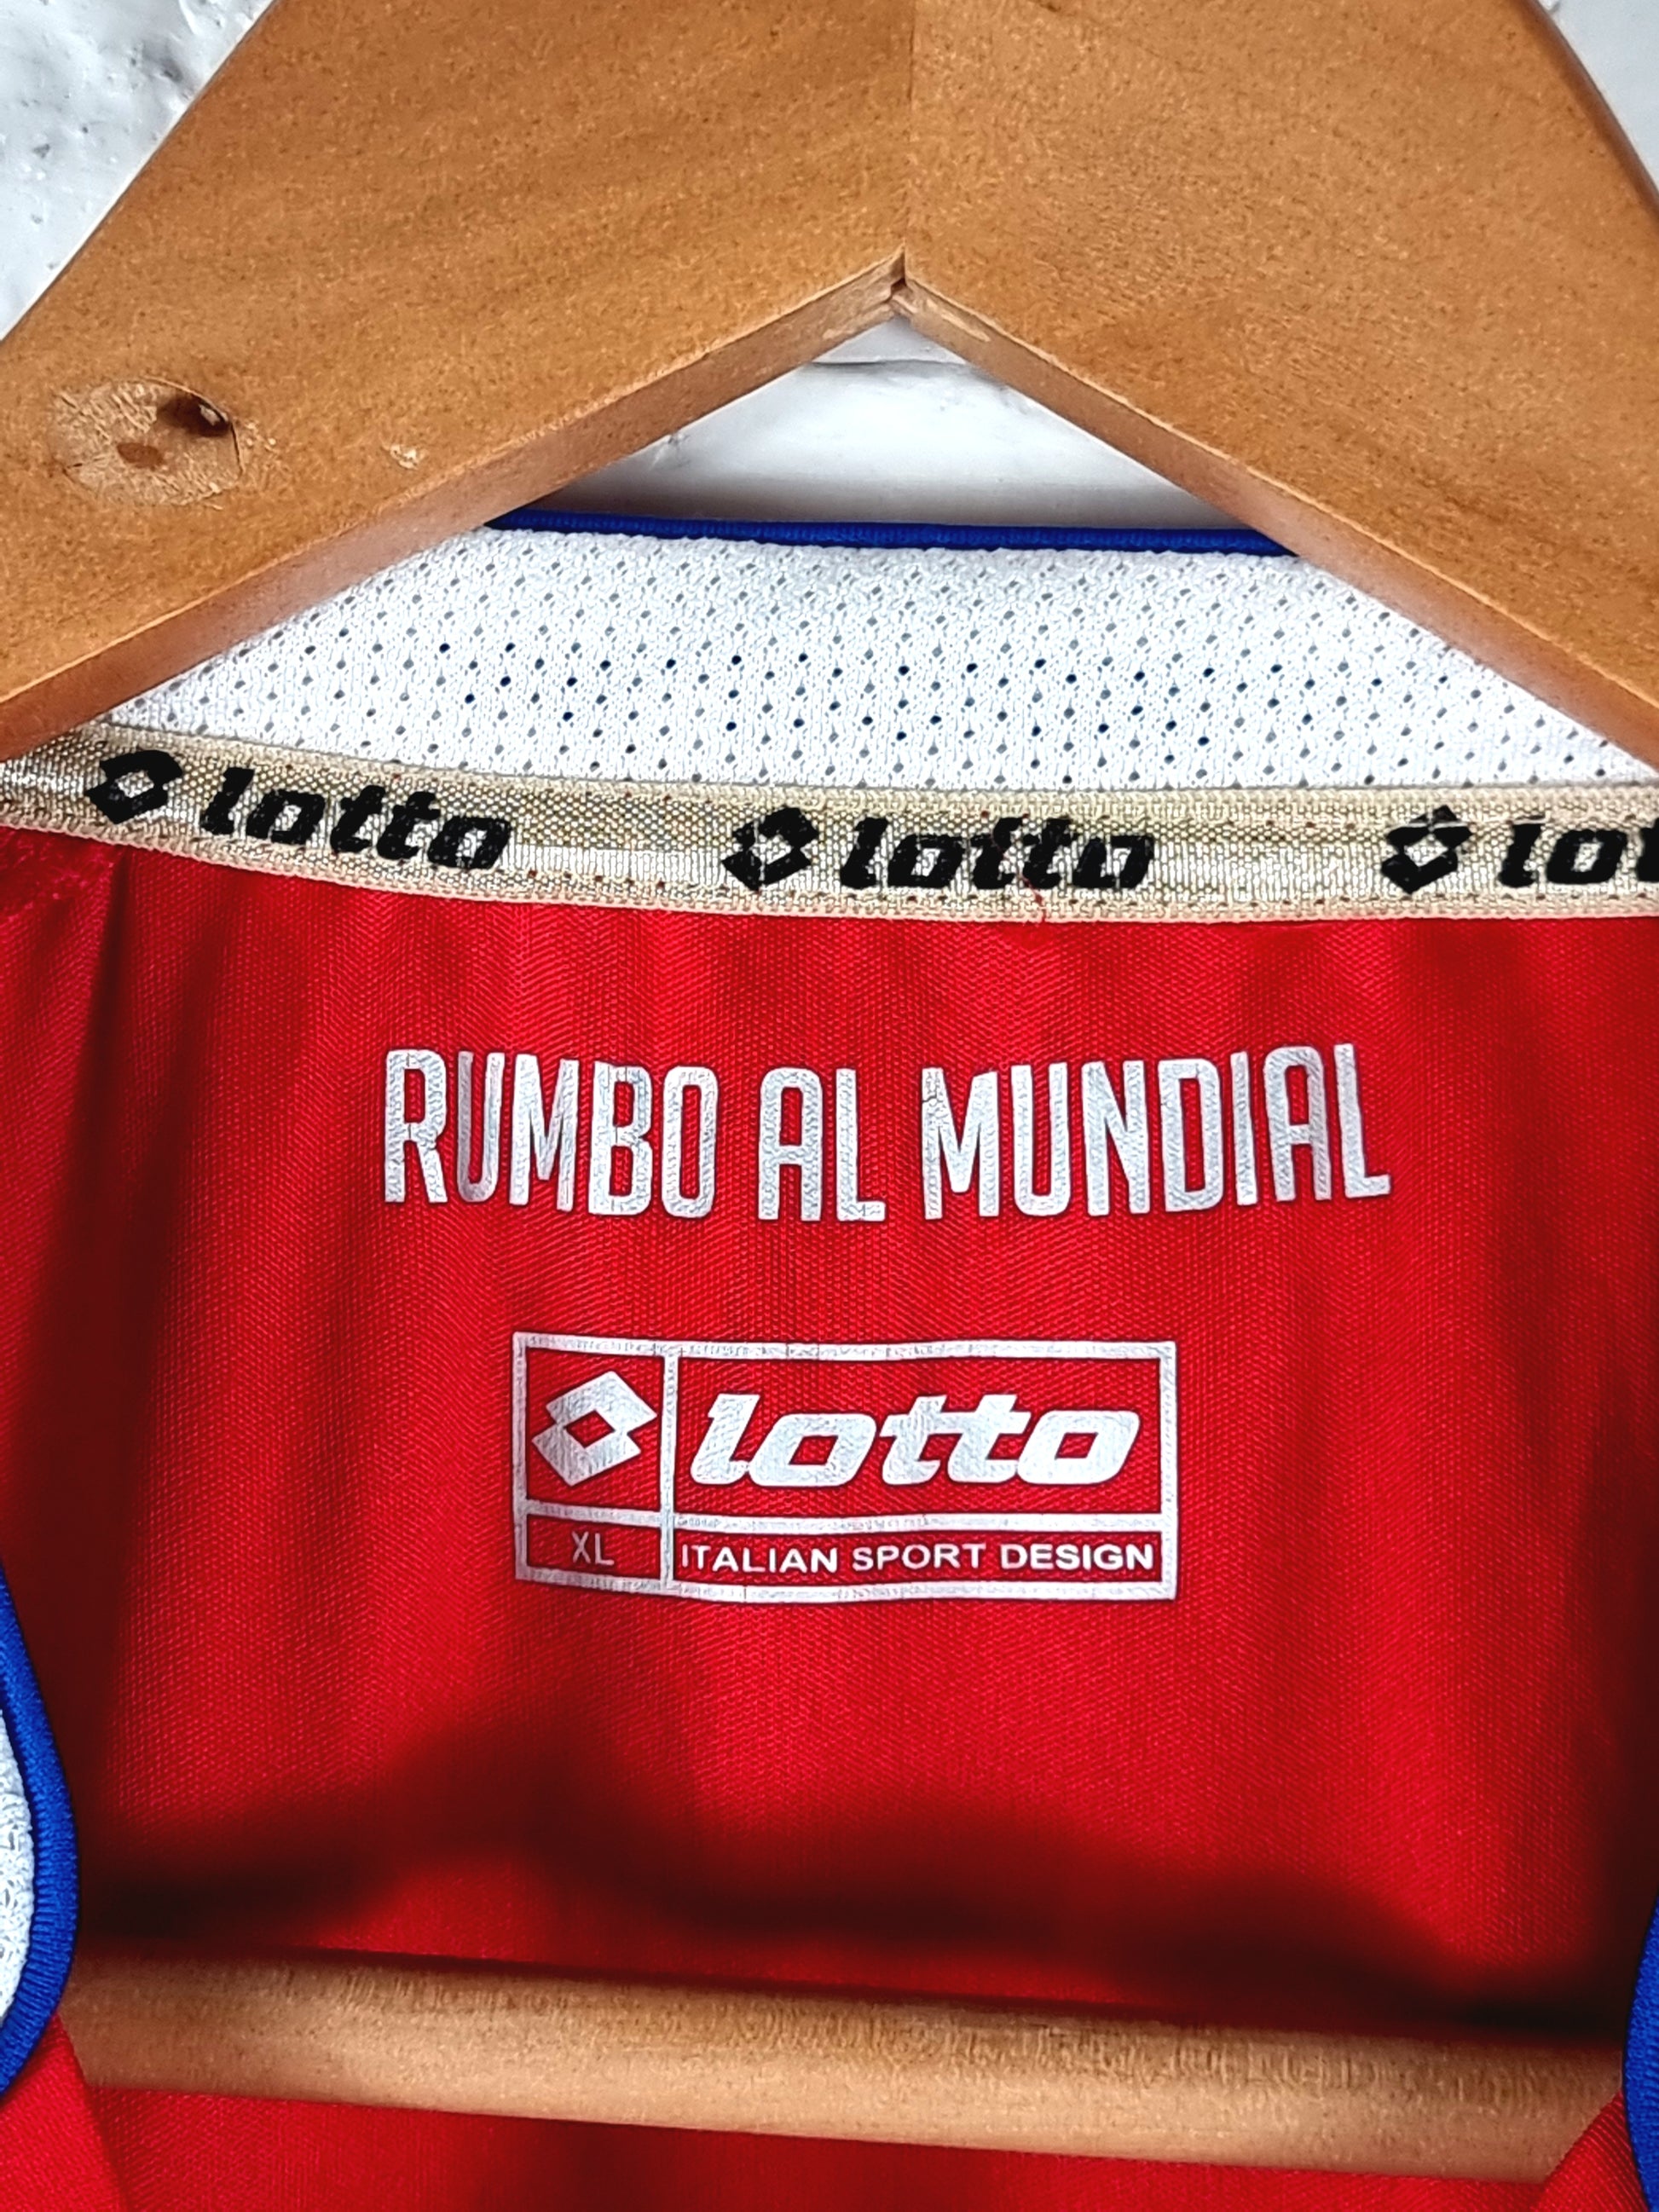 lotto lotto lot
RUMBO AL MUNDIAL
lotto
XL ITALIAN SPORT DESIGN